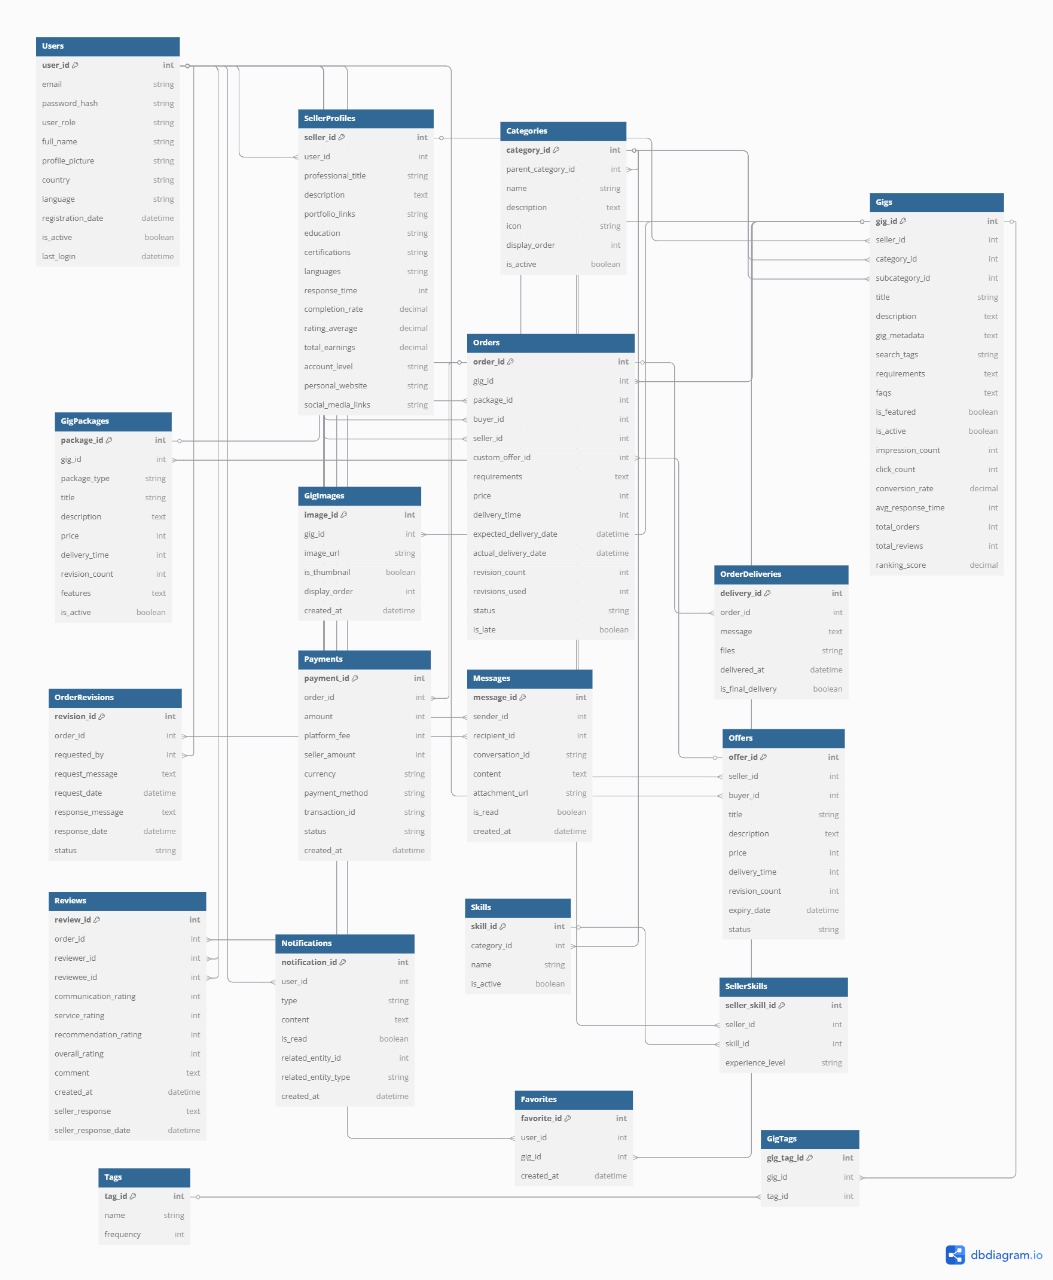 Users
user_id int
email string
password_hash string
user_role string
full_name string
profile_picture string
country string
language string
registration_date datetime
is_active boolean
last_login datetime
SellerProfiles
seller_id int
user_id int
professional_title string
description text
portfolio_links string
education string
certifications string
languages string
response_time int
completion_rate decimal
rating_average decimal
total_earnings decimal
account_level string
personal_website string
social_media_links string
Categories
category_id int
parent_category_id int
name string
description text
icon string
display_order int
is_active boolean
Gigs
gig_id int
seller_id int
category_id int
subcategory_id int
title string
description text
gig_metadata text
search_tags string
requirements text
faqs text
is_featured boolean
is_active boolean
impression_count int
click_count int
conversion_rate decimal
avg_response_time int
total_orders int
total_reviews int
ranking_score decimal
Orders
order_id int
gig_id int
package_id int
buyer_id int
seller_id int
custom_offer_id int
requirements text
price int
delivery_time int
expected_delivery_date datetime
actual_delivery_date datetime
revision_count int
revisions_used int
status string
is_late boolean
GigPackages
package_id int
gig_id int
package_type string
title string
description text
price int
delivery_time int
revision_count int
features text
is_active boolean
GigImages
image_id int
gig_id int
image_url string
is_thumbnail boolean
display_order int
created_at datetime
OrderDeliveries
delivery_id int
order_id int
message text
files string
delivered_at datetime
is_final_delivery boolean
Payments
payment_id int
order_id int
amount int
platform_fee int
seller_amount int
currency string
payment_method string
transaction_id string
status string
created_at datetime
Messages
message_id int
sender_id int
recipient_id int
conversation_id string
content text
attachment_url string
is_read boolean
created_at datetime
OrderRevisions
revision_id int
order_id int
requested_by int
request_message text
request_date datetime
response_message text
response_date datetime
status string
Offers
offer_id int
seller_id int
buyer_id int
title string
description text
price int
delivery_time int
revision_count int
expiry_date datetime
status string
Reviews
review_id int
order_id int
reviewer_id int
reviewee_id int
communication_rating int
service_rating int
recommendation_rating int
overall_rating int
comment text
created_at datetime
seller_response text
seller_response_date datetime
Notifications
notification_id int
user_id int
type string
content text
is_read boolean
related_entity_id int
related_entity_type string
created_at datetime
Skills
skill_id int
category_id int
name string
is_active boolean
SellerSkills
seller_skill_id int
seller_id int
skill_id int
experience_level string
Favorites
favorite_id int
user_id int
gig_id int
created_at datetime
GigTags
gig_tag_id int
gig_id int
tag_id int
Tags
tag_id int
name string
frequency int
dbdiagram.io